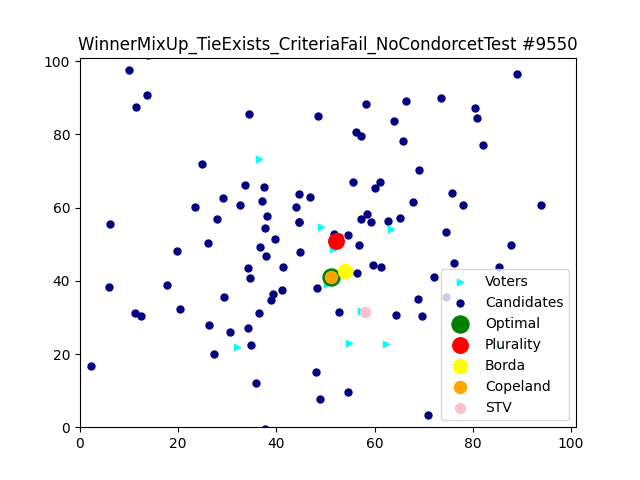 WinnerMixUp_TieExists_CriteriaFail_NoCondorcetTest #9550
100
80
60
40
20
0
0 20 40 60 80 100
Voters
Candidates
Optimal
Plurality
Borda
Copeland
STV